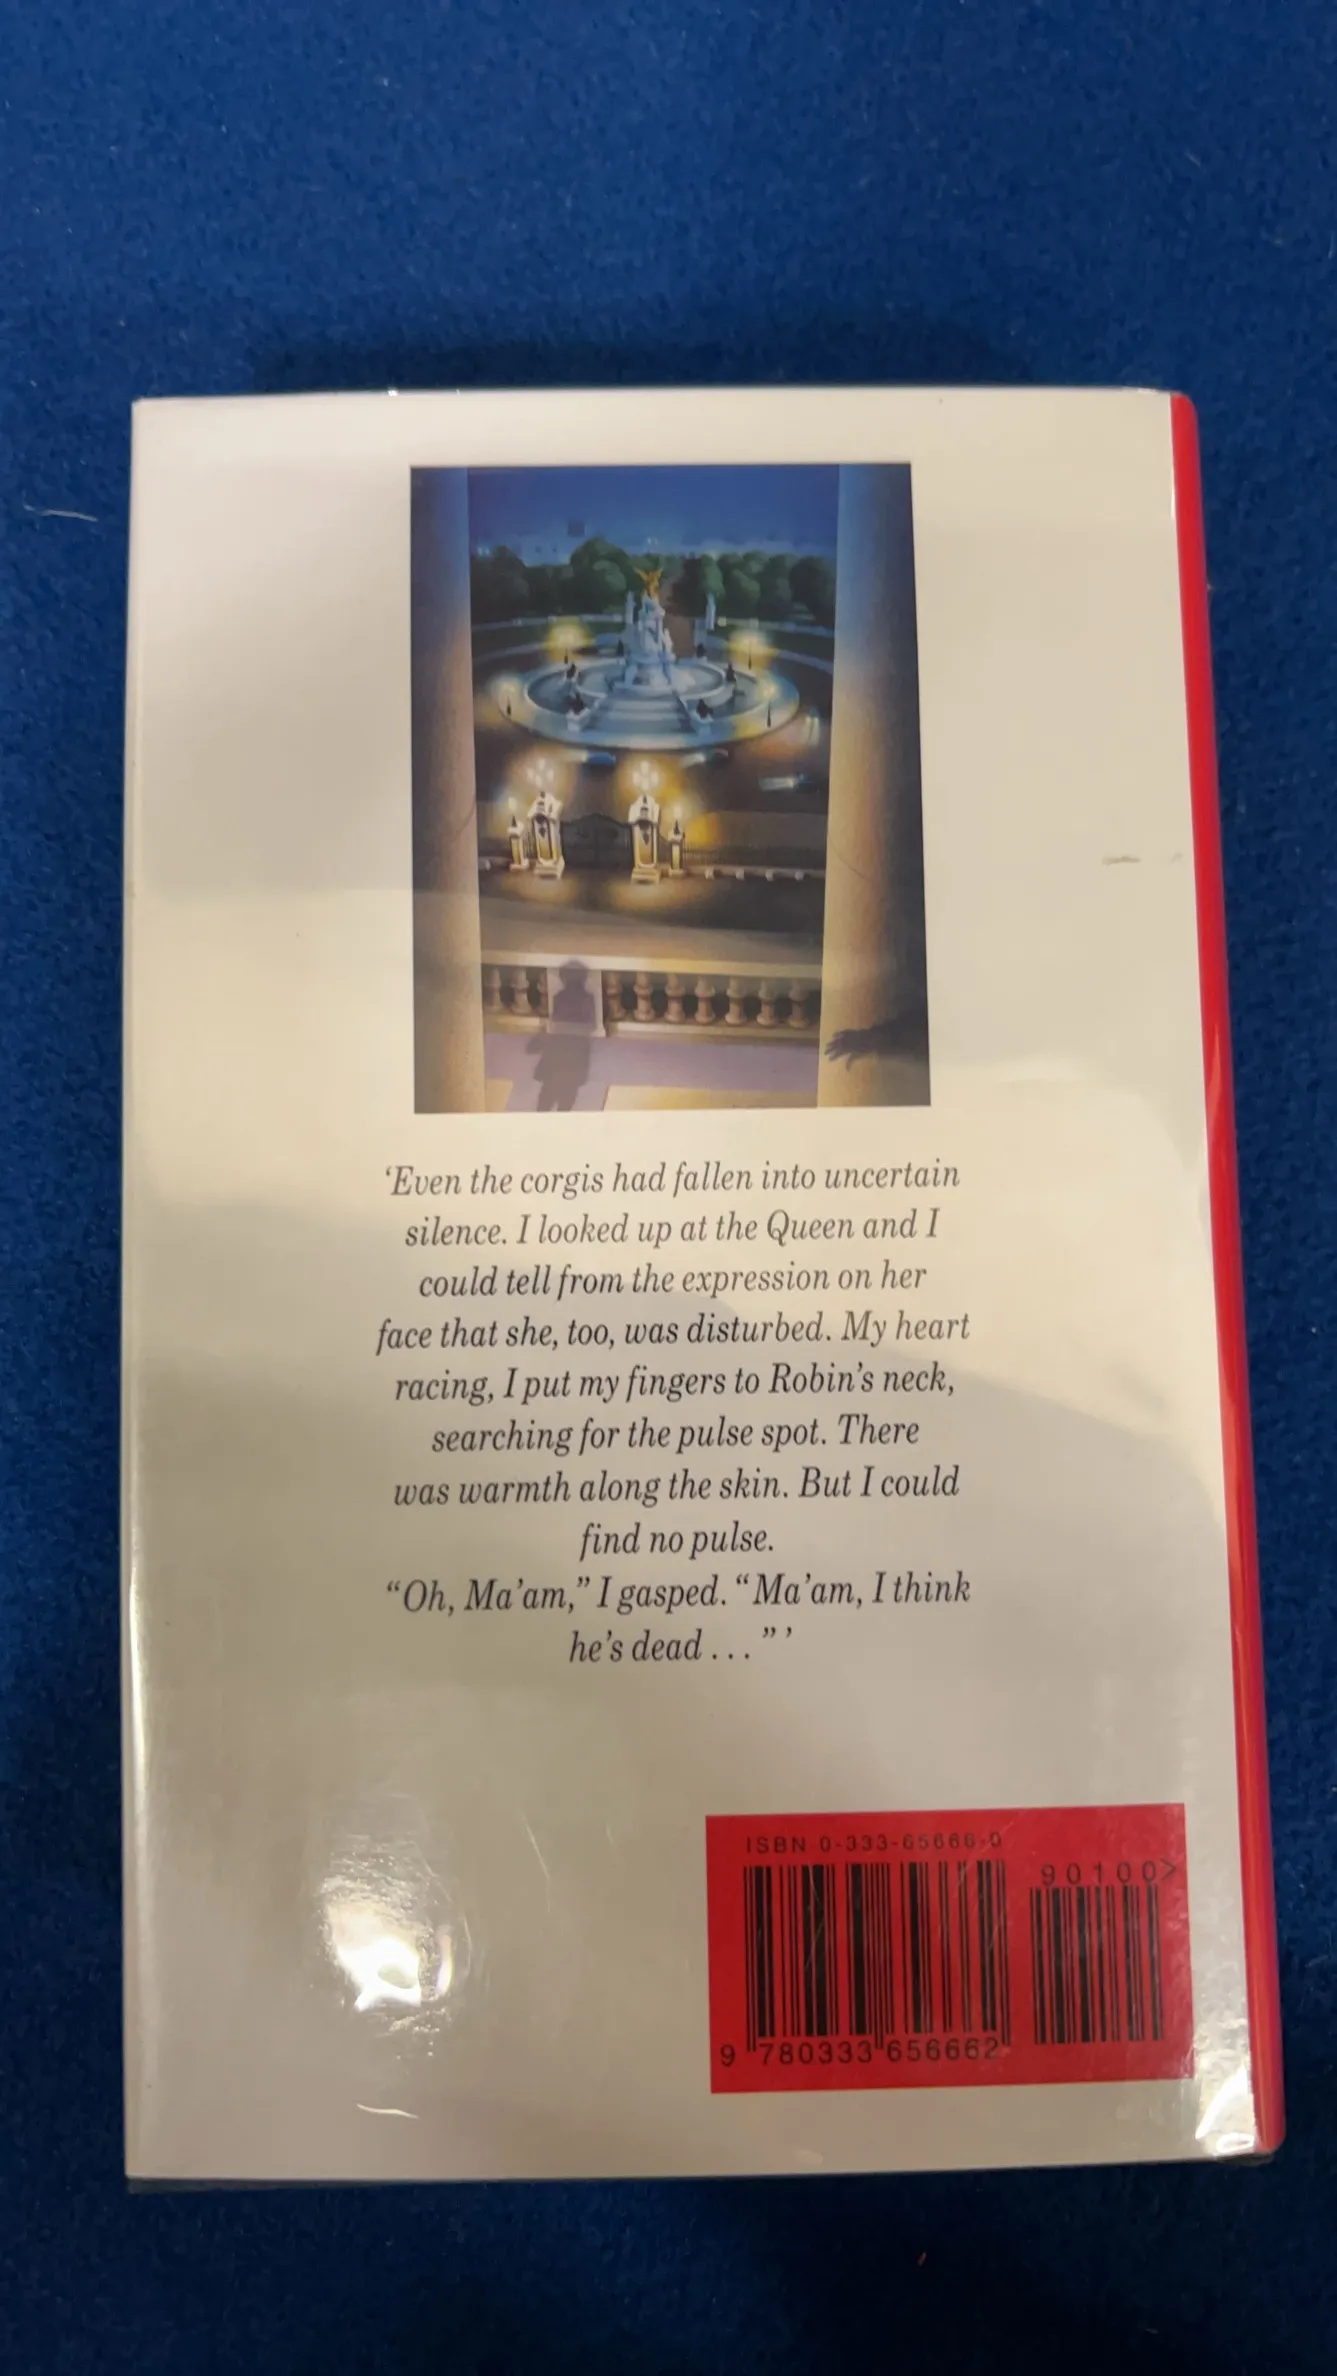 ‘Even the corgis had fallen into uncertain
silence. I looked up at the Queen and I
could tell from the expression on her
face that she, too, was disturbed. My heart
racing, I put my fingers to Robin’s neck,
searching for the pulse spot. There
was warmth along the skin. But I could
find no pulse.
“Oh, Ma’am,” I gasped. “Ma’am, I think
he’s dead . . . ” ’
ISBN 0-333-65666-0
90100>
9 780333 656662